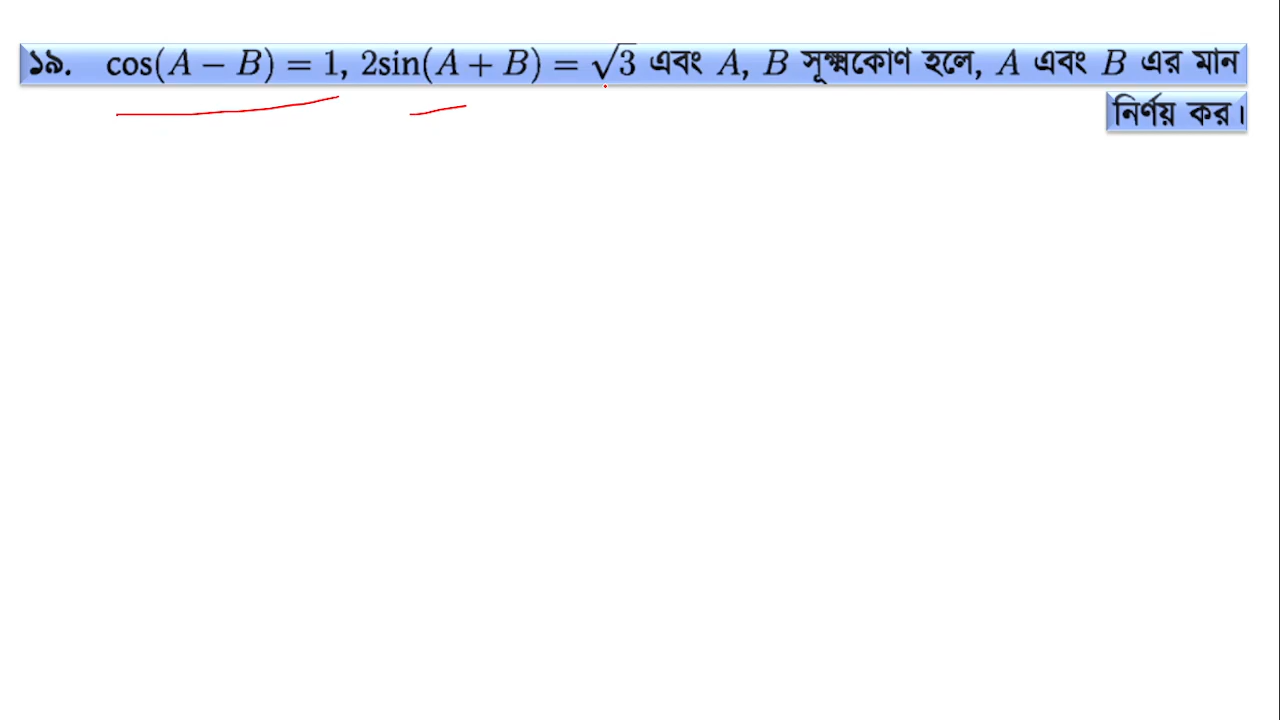 ১৯. cos(A − B) = 1, 2sin(A + B) = √3 এবং A, B সূক্ষ্মকোণ হলে, A এবং B এর মান
নির্ণয় কর।